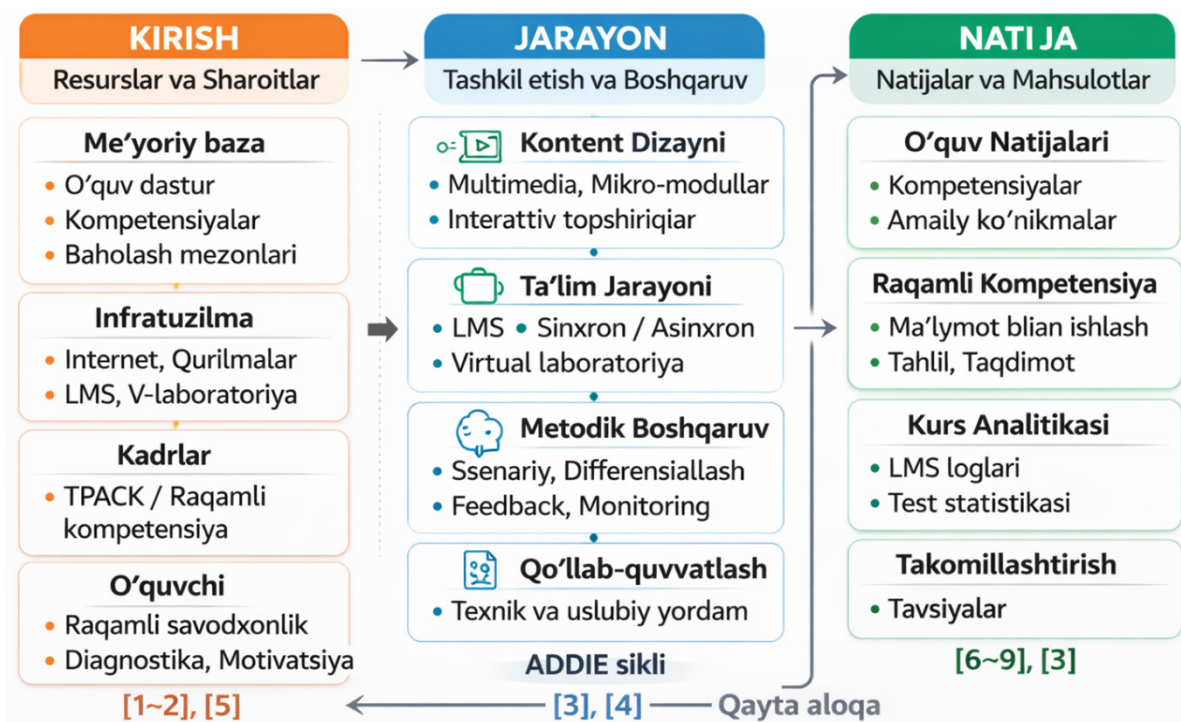 KIRISH
Resurslar va Sharoitlar
Me'yoriy baza
• O'quv dastur
• Kompetensiyalar
• Baholash mezonlari
Infratuzilma
• Internet, Qurilmalar
• LMS, V-laboratoriya
Kadrlar
• TPACK / Raqamli
kompetensiya
O'quvchi
• Raqamli savodxonlik
• Diagnostika, Motivatsiya
[1~2], [5]
JARAYON
Tashkil etish va Boshqaruv
Kontent Dizayni
• Multimedia, Mikro-modullar
• Interattiv topshiriqiar
Ta'lim Jarayoni
• LMS • Sinxron / Asinxron
• Virtual laboratoriya
Metodik Boshqaruv
• Ssenariy, Differensiallash
• Feedback, Monitoring
Qo'llab-quvvatlash
• Texnik va uslubiy yordam
ADDIE sikli
[3], [4]
Qayta aloqa
NATIJA
Natijalar va Mahsulotlar
O'quv Natijalari
• Kompetensiyalar
• Amaily ko'nikmalar
Raqamli Kompetensiya
• Ma'lymot blian ishlash
• Tahlil, Taqdimot
Kurs Analitikasi
• LMS loglari
• Test statistikasi
Takomillashtirish
• Tavsiyalar
[6~9], [3]